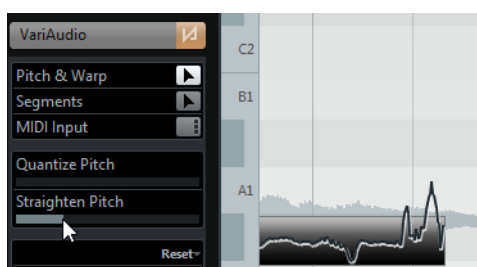 VariAudio
Pitch & Warp
Segments
MIDI Input
Quantize Pitch
Straighten Pitch
Reset
C2
B1
A1